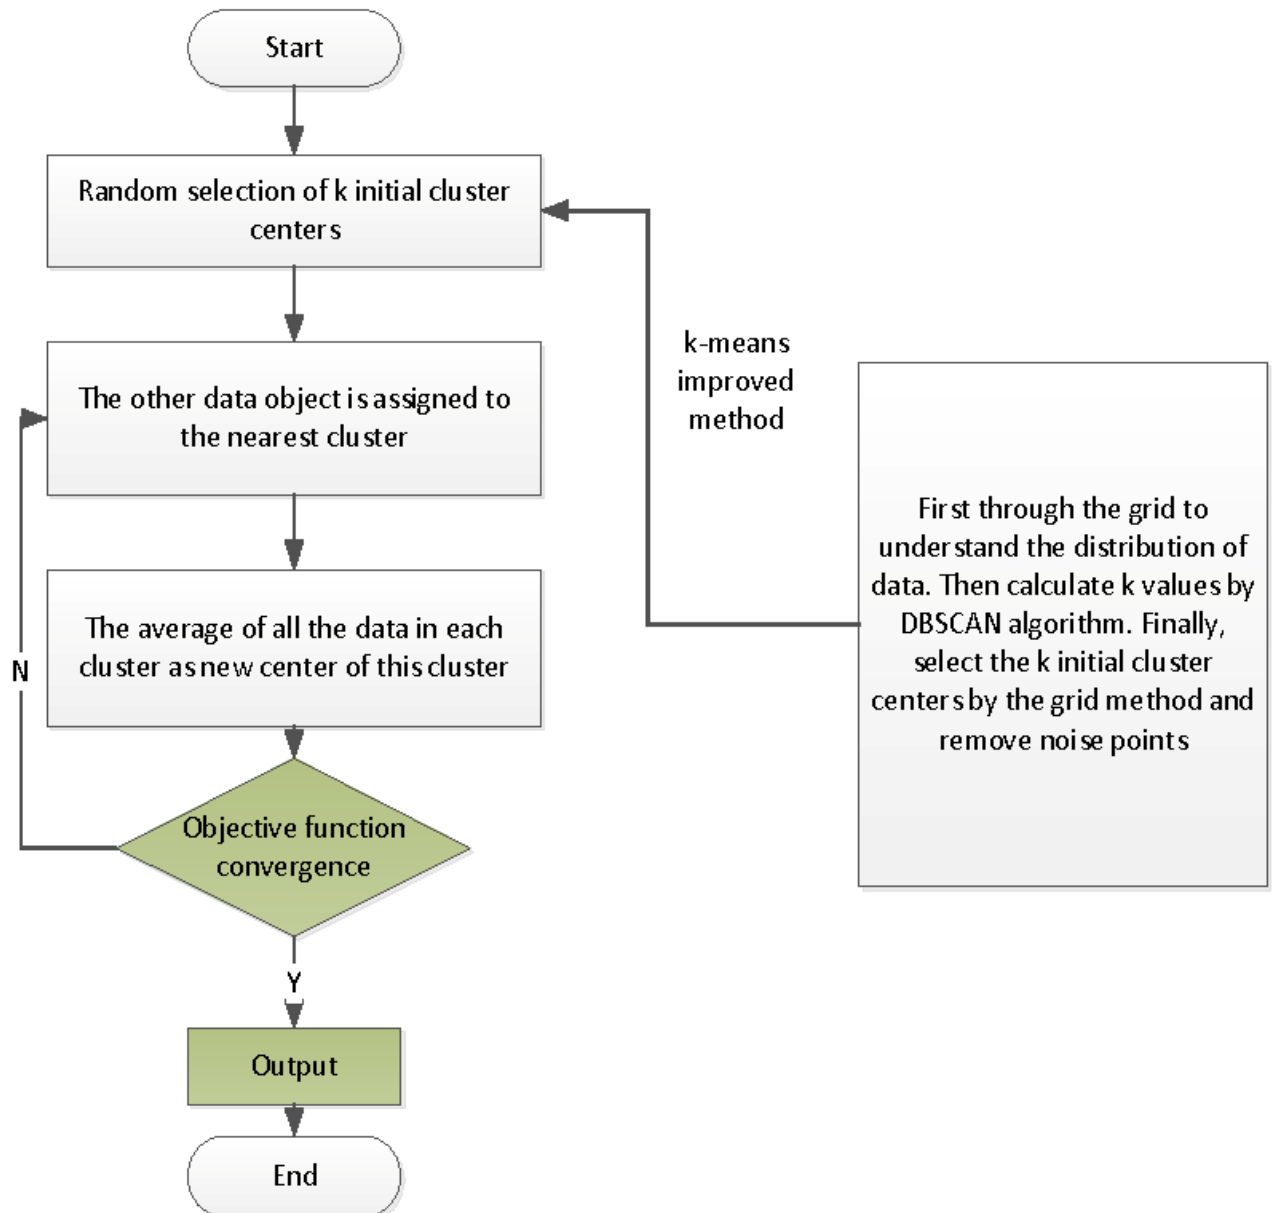 Start
Random selection of k initial cluster
centers
The other data object is assigned to
the nearest cluster
The average of all the data in each
cluster as new center of this cluster
N
Objective function
convergence
Y
Output
End
k-means
improved
method
First through the grid to
understand the distribution of
data. Then calculate k values by
DBSCAN algorithm. Finally,
select the k initial cluster
centers by the grid method and
remove noise points